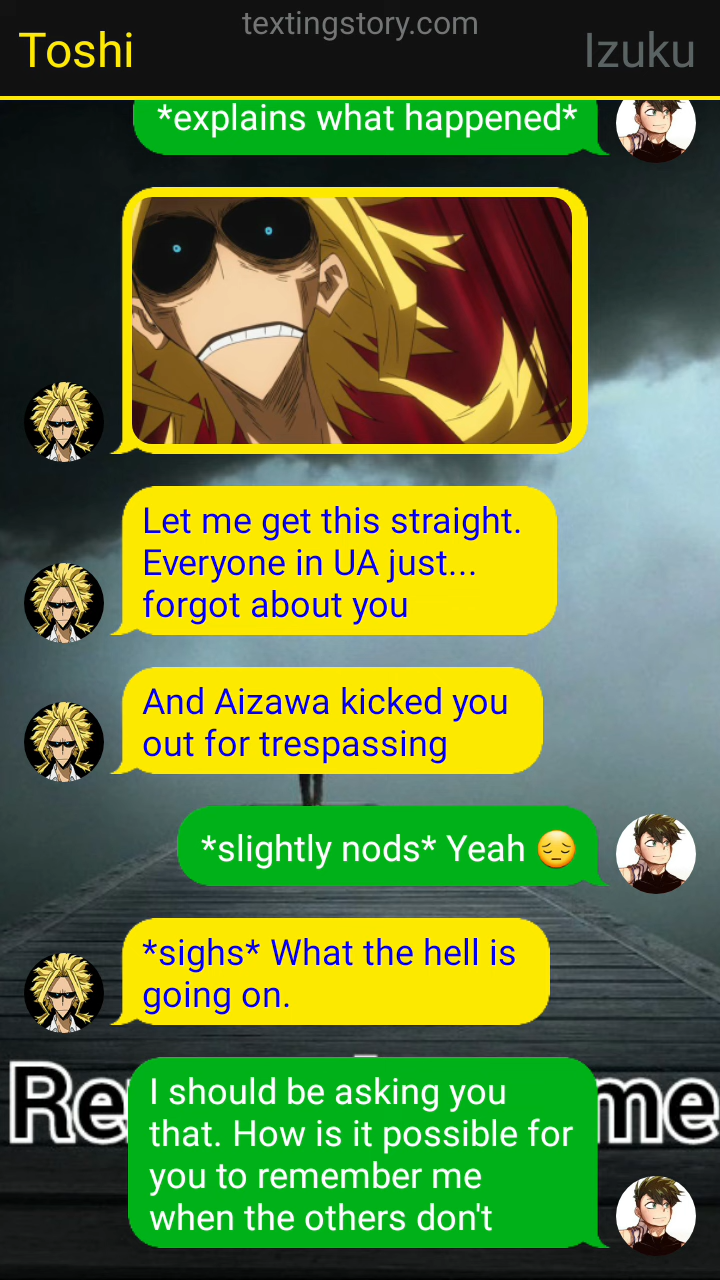 textingstory.com
Toshi
Izuku
*explains what happened*
Let me get this straight.
Everyone in UA just...
forgot about you
And Aizawa kicked you
out for trespassing
*slightly nods* Yeah 😔
*sighs* What the hell is
going on.
I should be asking you
that. How is it possible for
you to remember me
when the others don't